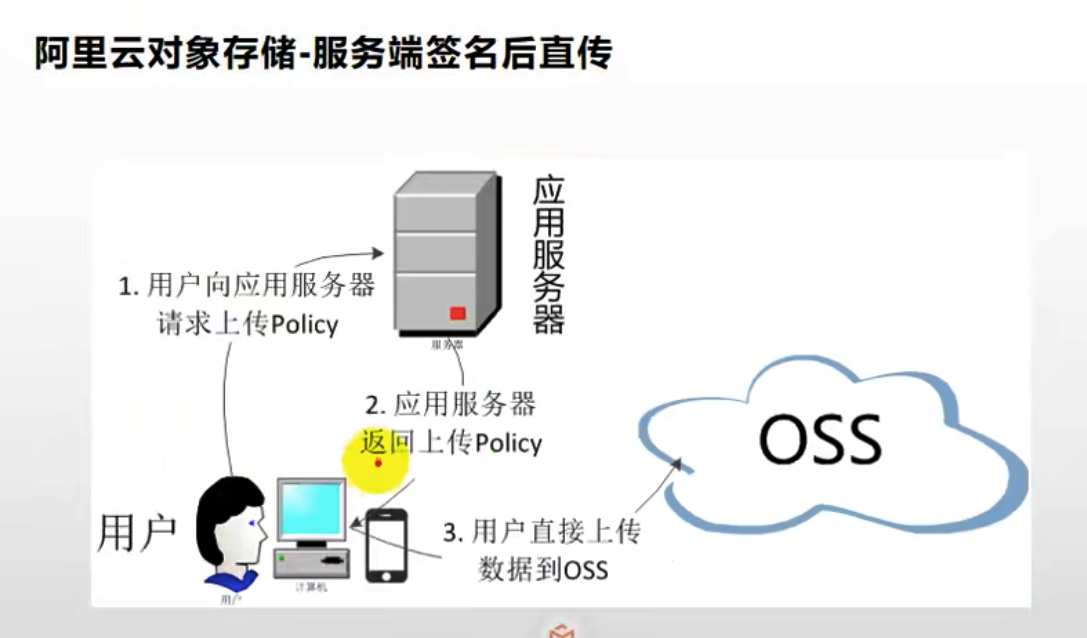 阿里云对象存储-服务端签名后直传
应用服务器
1. 用户向应用服务器
请求上传Policy
服务器
2. 应用服务器
返回上传Policy
OSS
用户
3. 用户直接上传
数据到OSS
计算机
用户